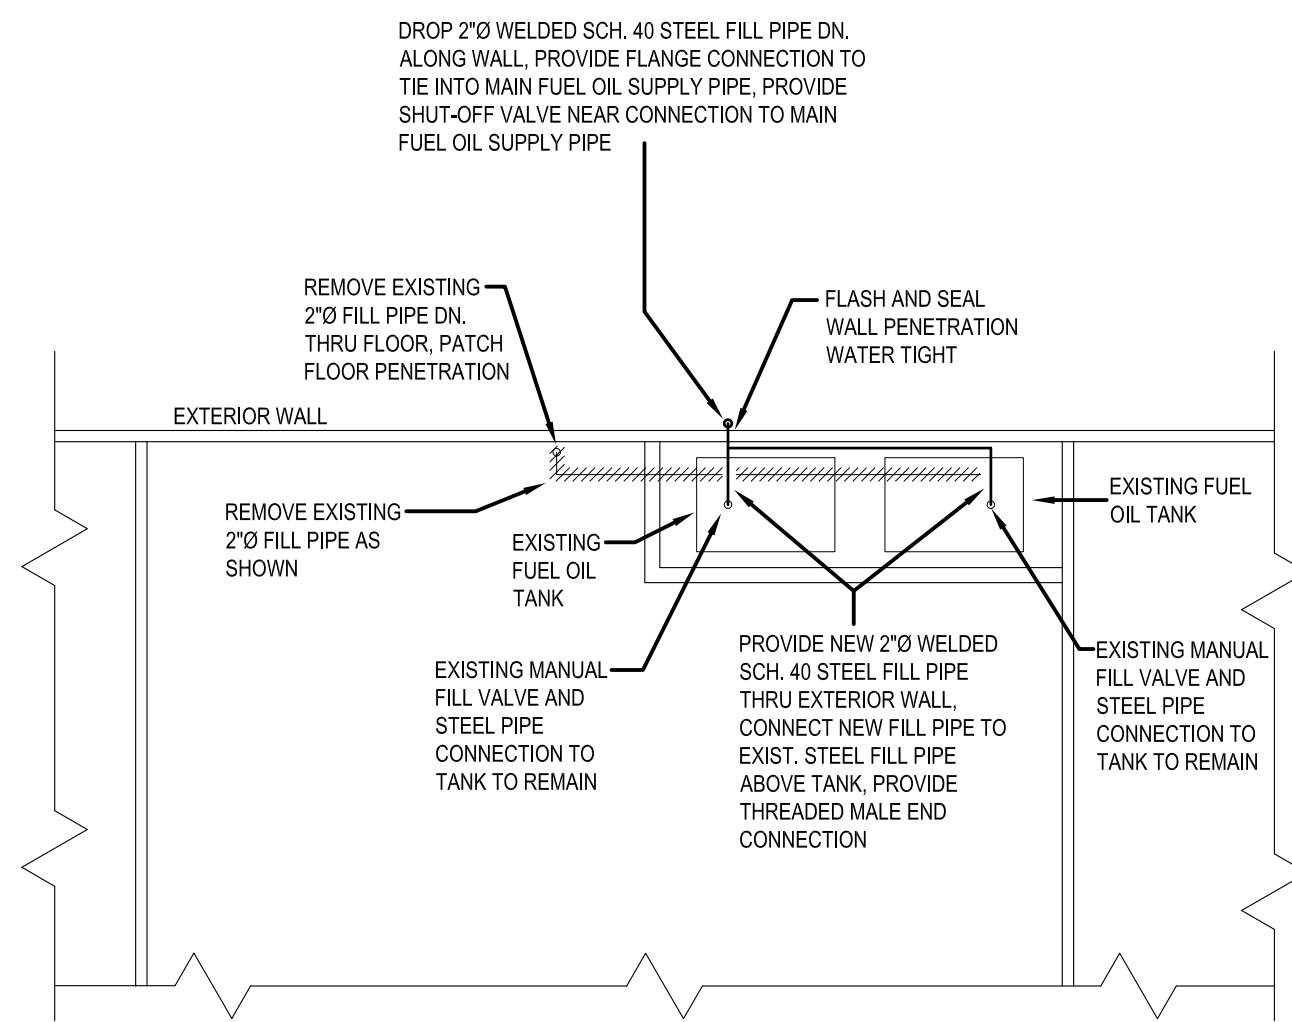 DROP 2"Ø WELDED SCH. 40 STEEL FILL PIPE DN.
ALONG WALL, PROVIDE FLANGE CONNECTION TO
TIE INTO MAIN FUEL OIL SUPPLY PIPE, PROVIDE
SHUT-OFF VALVE NEAR CONNECTION TO MAIN
FUEL OIL SUPPLY PIPE
REMOVE EXISTING
2"Ø FILL PIPE DN.
THRU FLOOR, PATCH
FLOOR PENETRATION
FLASH AND SEAL
WALL PENETRATION
WATER TIGHT
EXTERIOR WALL
REMOVE EXISTING
2"Ø FILL PIPE AS
SHOWN
EXISTING
FUEL OIL
TANK
EXISTING FUEL
OIL TANK
EXISTING MANUAL
FILL VALVE AND
STEEL PIPE
CONNECTION TO
TANK TO REMAIN
PROVIDE NEW 2"Ø WELDED
SCH. 40 STEEL FILL PIPE
THRU EXTERIOR WALL,
CONNECT NEW FILL PIPE TO
EXIST. STEEL FILL PIPE
ABOVE TANK, PROVIDE
THREADED MALE END
CONNECTION
EXISTING MANUAL
FILL VALVE AND
STEEL PIPE
CONNECTION TO
TANK TO REMAIN